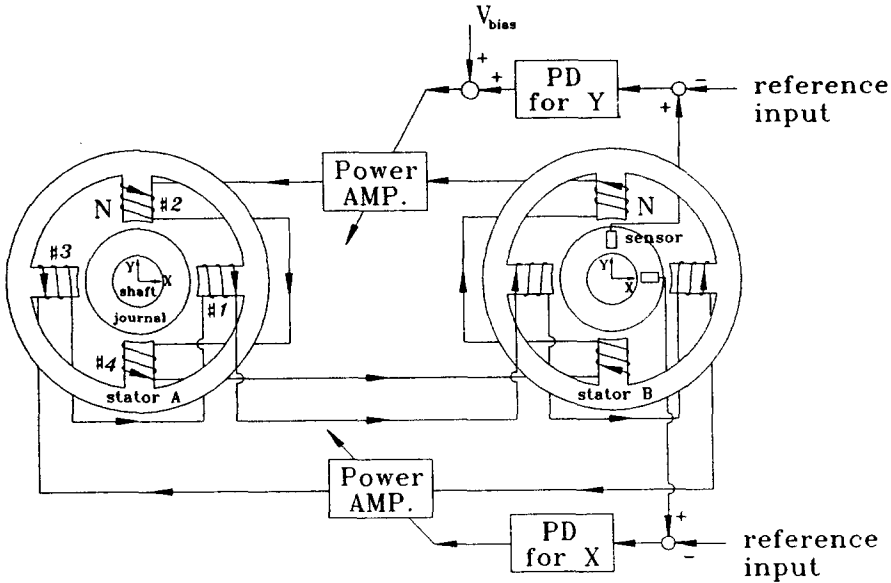 Vbias
+
+
PD
for Y
-
+
reference
input
Power
AMP.
N
#2
#3
Y
X
shaft
journal
#1
#4
stator A
N
sensor
Y
X
stator B
Power
AMP.
PD
for X
+
-
reference
input